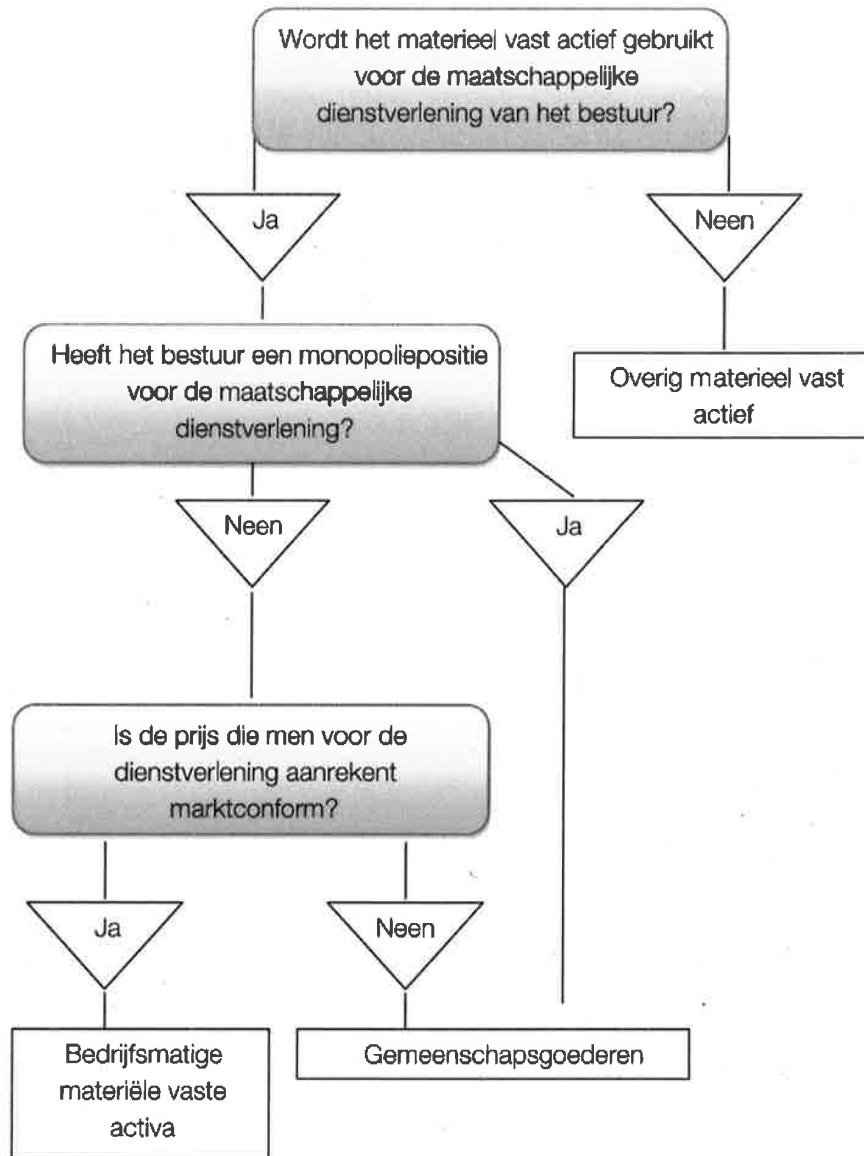 Wordt het materieel vast actief gebruikt
voor de maatschappelijke
dienstverlening van het bestuur?
Ja
Neen
Heeft het bestuur een monopoliepositie
voor de maatschappelijke
dienstverlening?
Overig materieel vast
actief
Neen
Ja
Is de prijs die men voor de
dienstverlening aanrekent
marktconform?
Ja
Neen
Bedrijfsmatige
materiële vaste
activa
Gemeenschapsgoederen